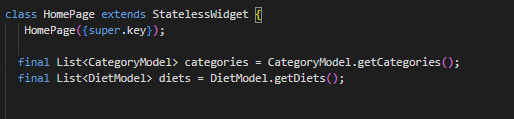 class HomePage extends StatelessWidget {
HomePage({super.key});
final List<CategoryModel> categories = CategoryModel.getCategories();
final List<DietModel> diets = DietModel.getDiets();